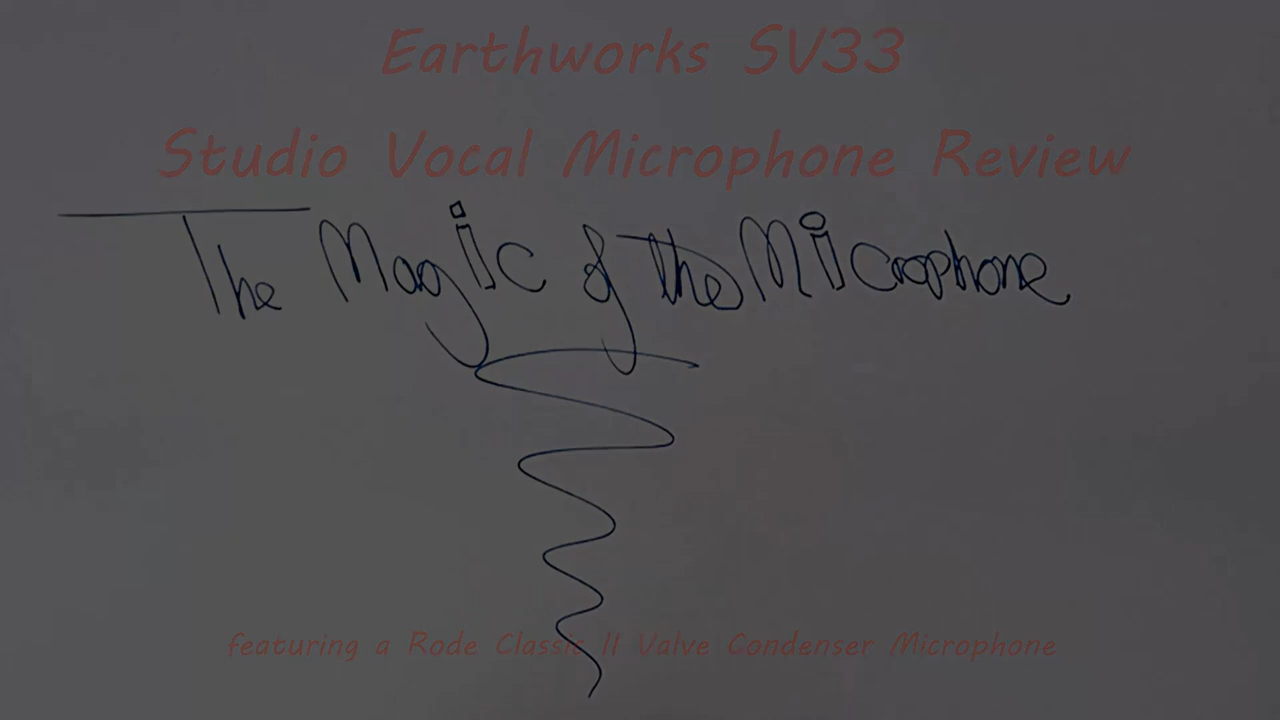 Earthworks SV33
Studio Vocal Microphone Review
The Magic of the Microphone
featuring a Rode Classic II Valve Condenser Microphone